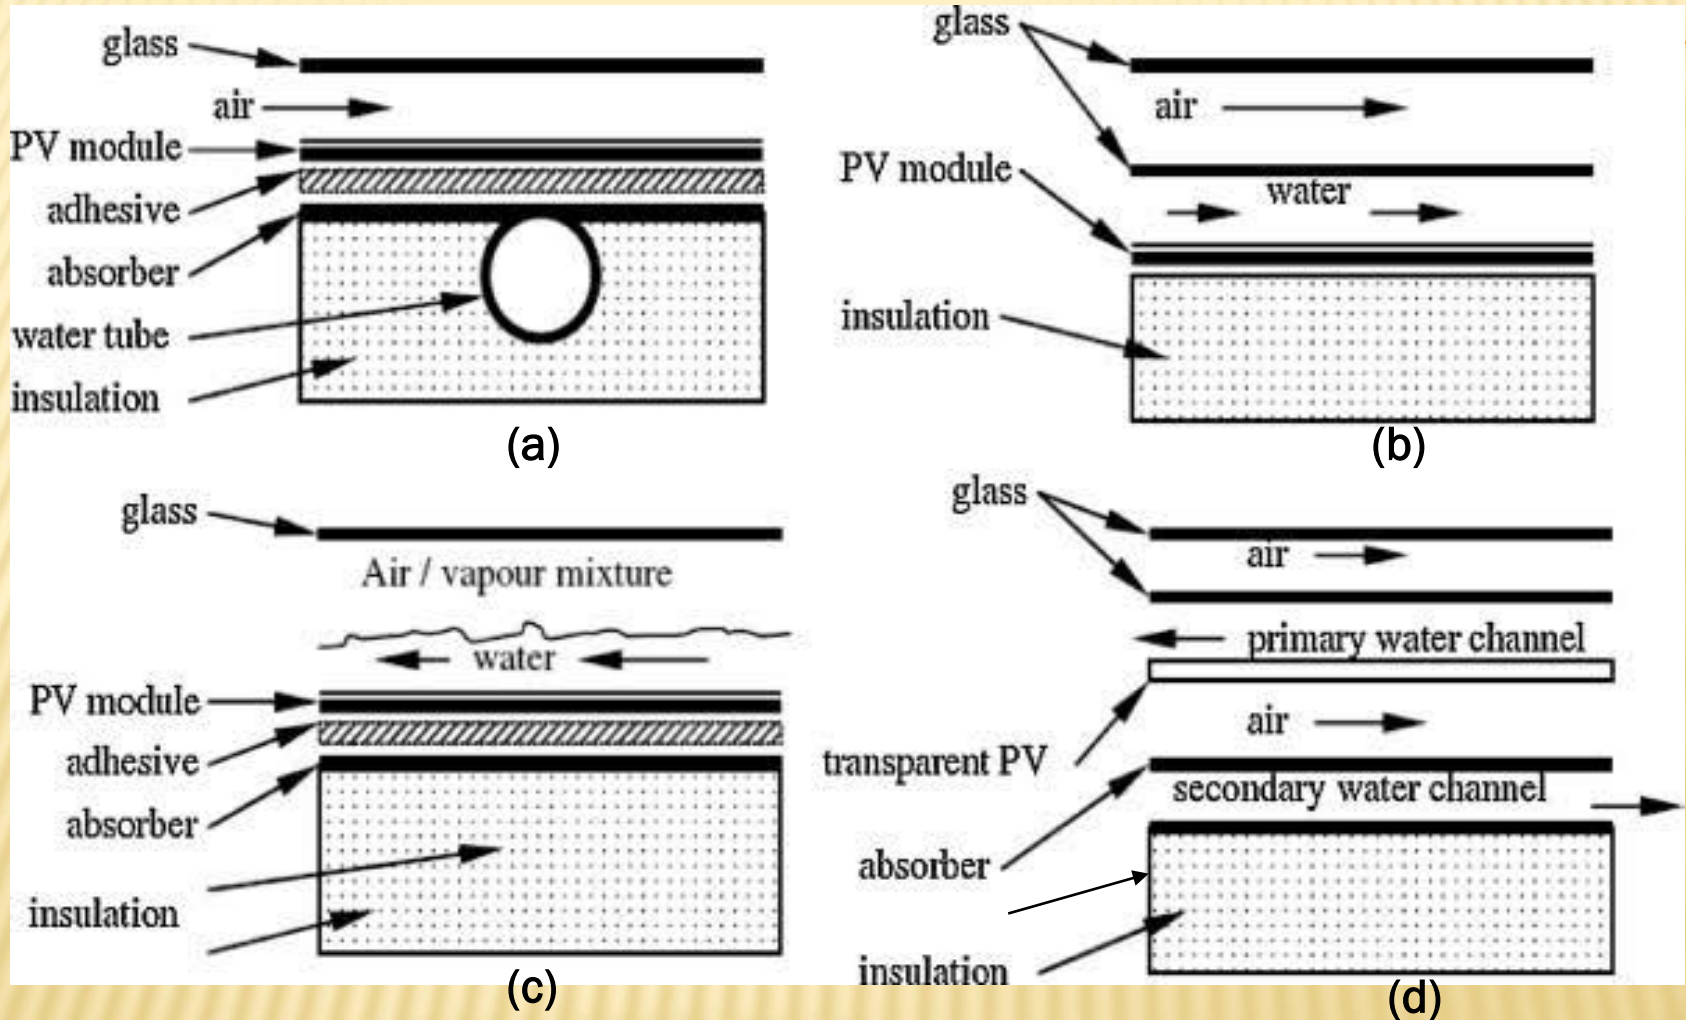 glass
air
PV module
adhesive
absorber
water tube
insulation
(a)
glass
air
PV module
water
insulation
(b)
glass
Air / vapour mixture
water
PV module
adhesive
absorber
insulation
(c)
glass
air
primary water channel
air
transparent PV
secondary water channel
absorber
insulation
(d)